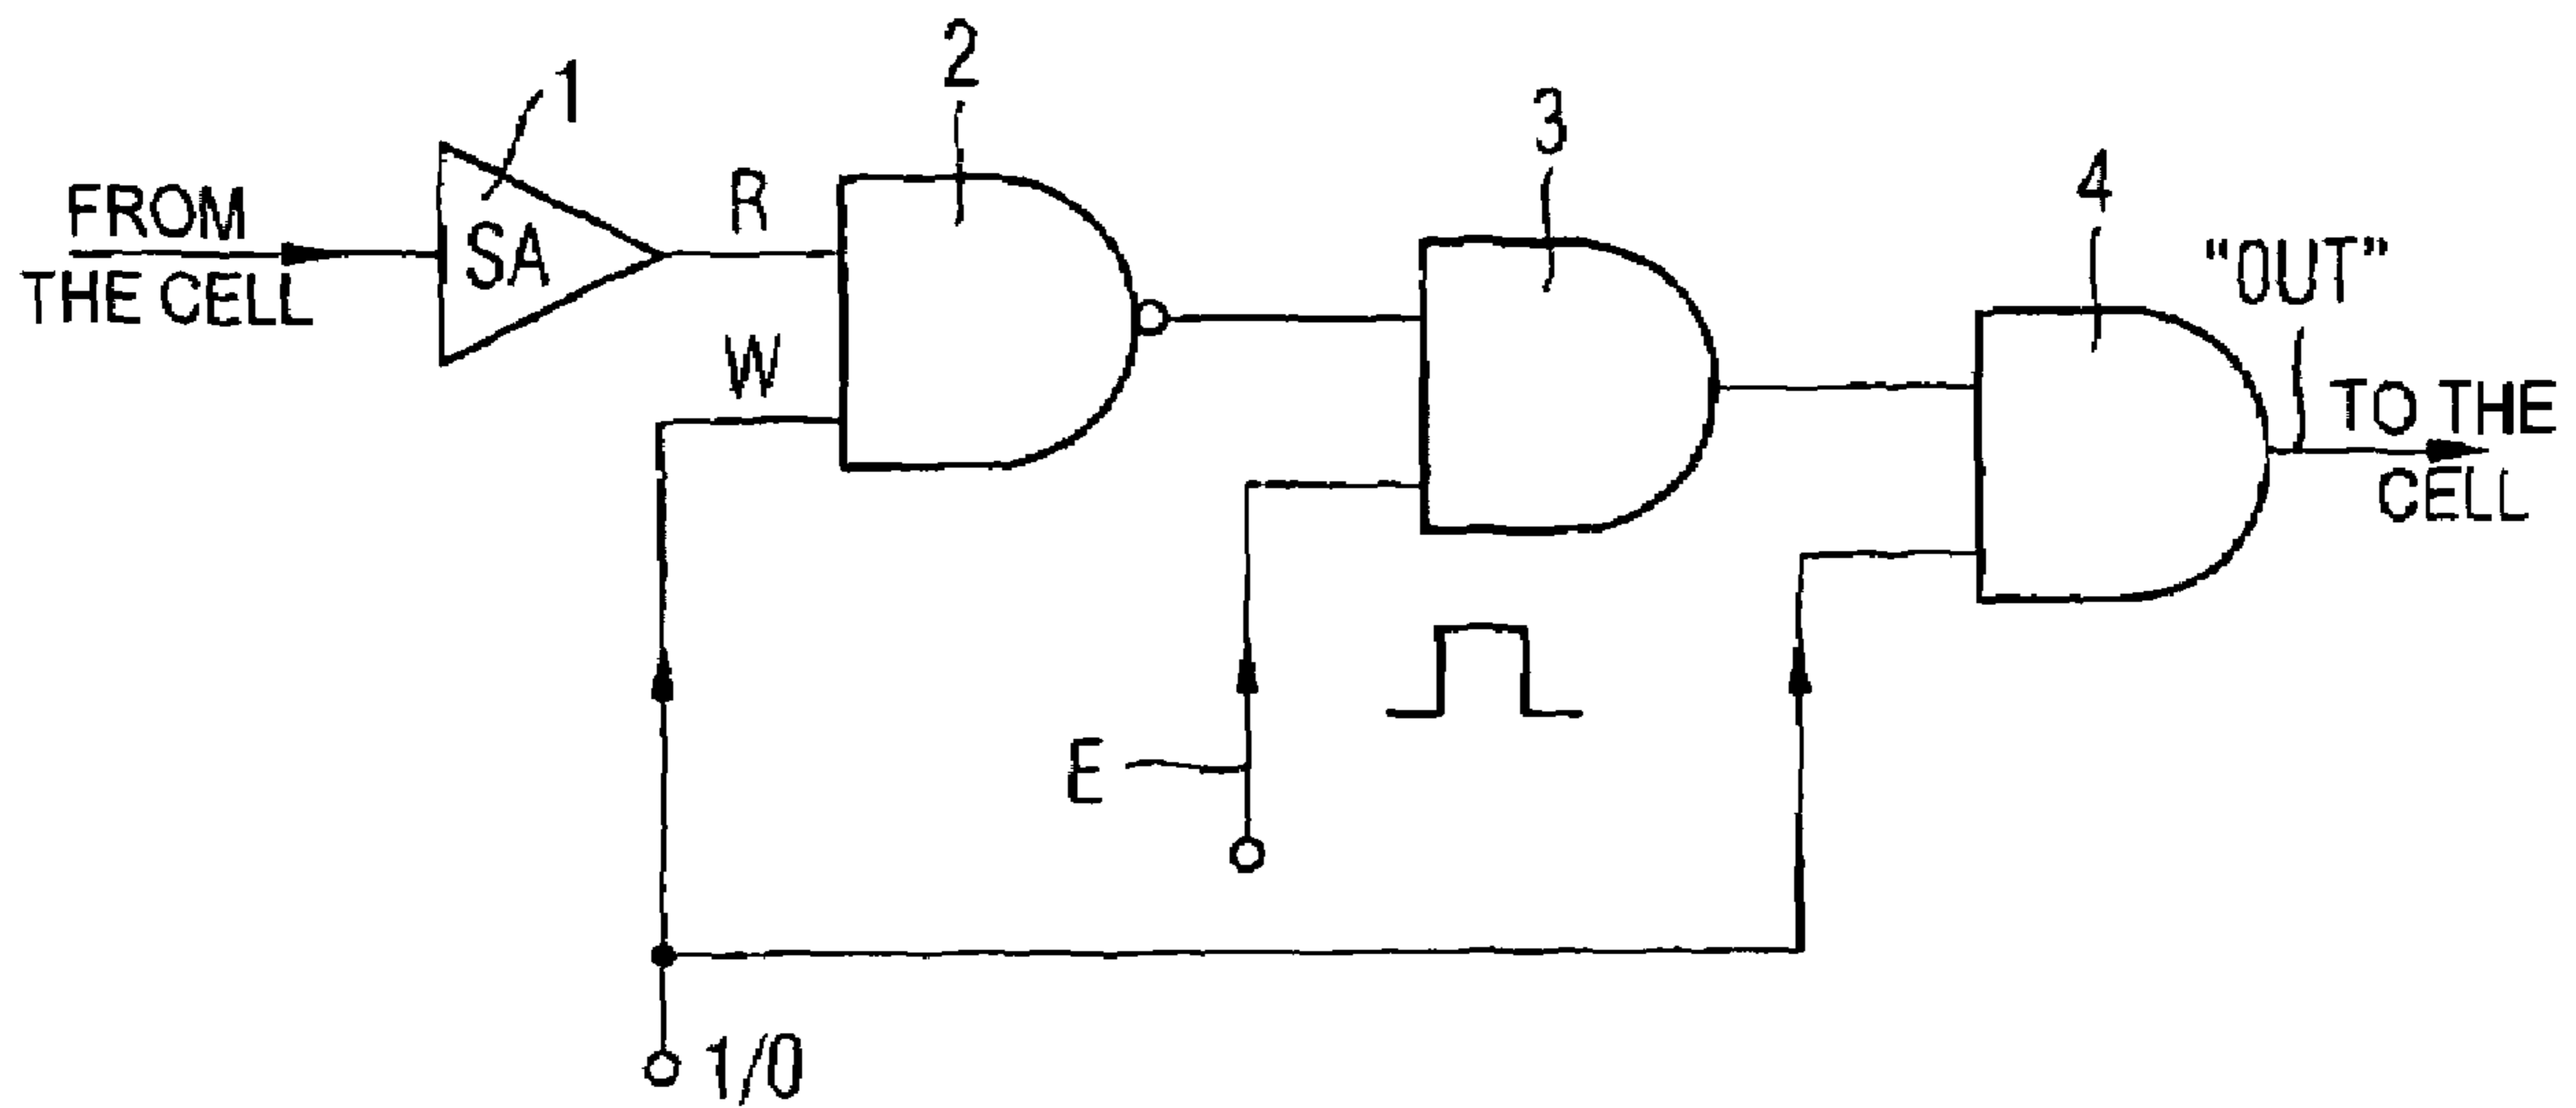 1
2
3
4
FROM
THE CELL
SA
R
W
"OUT"
TO THE
CELL
E
1/0